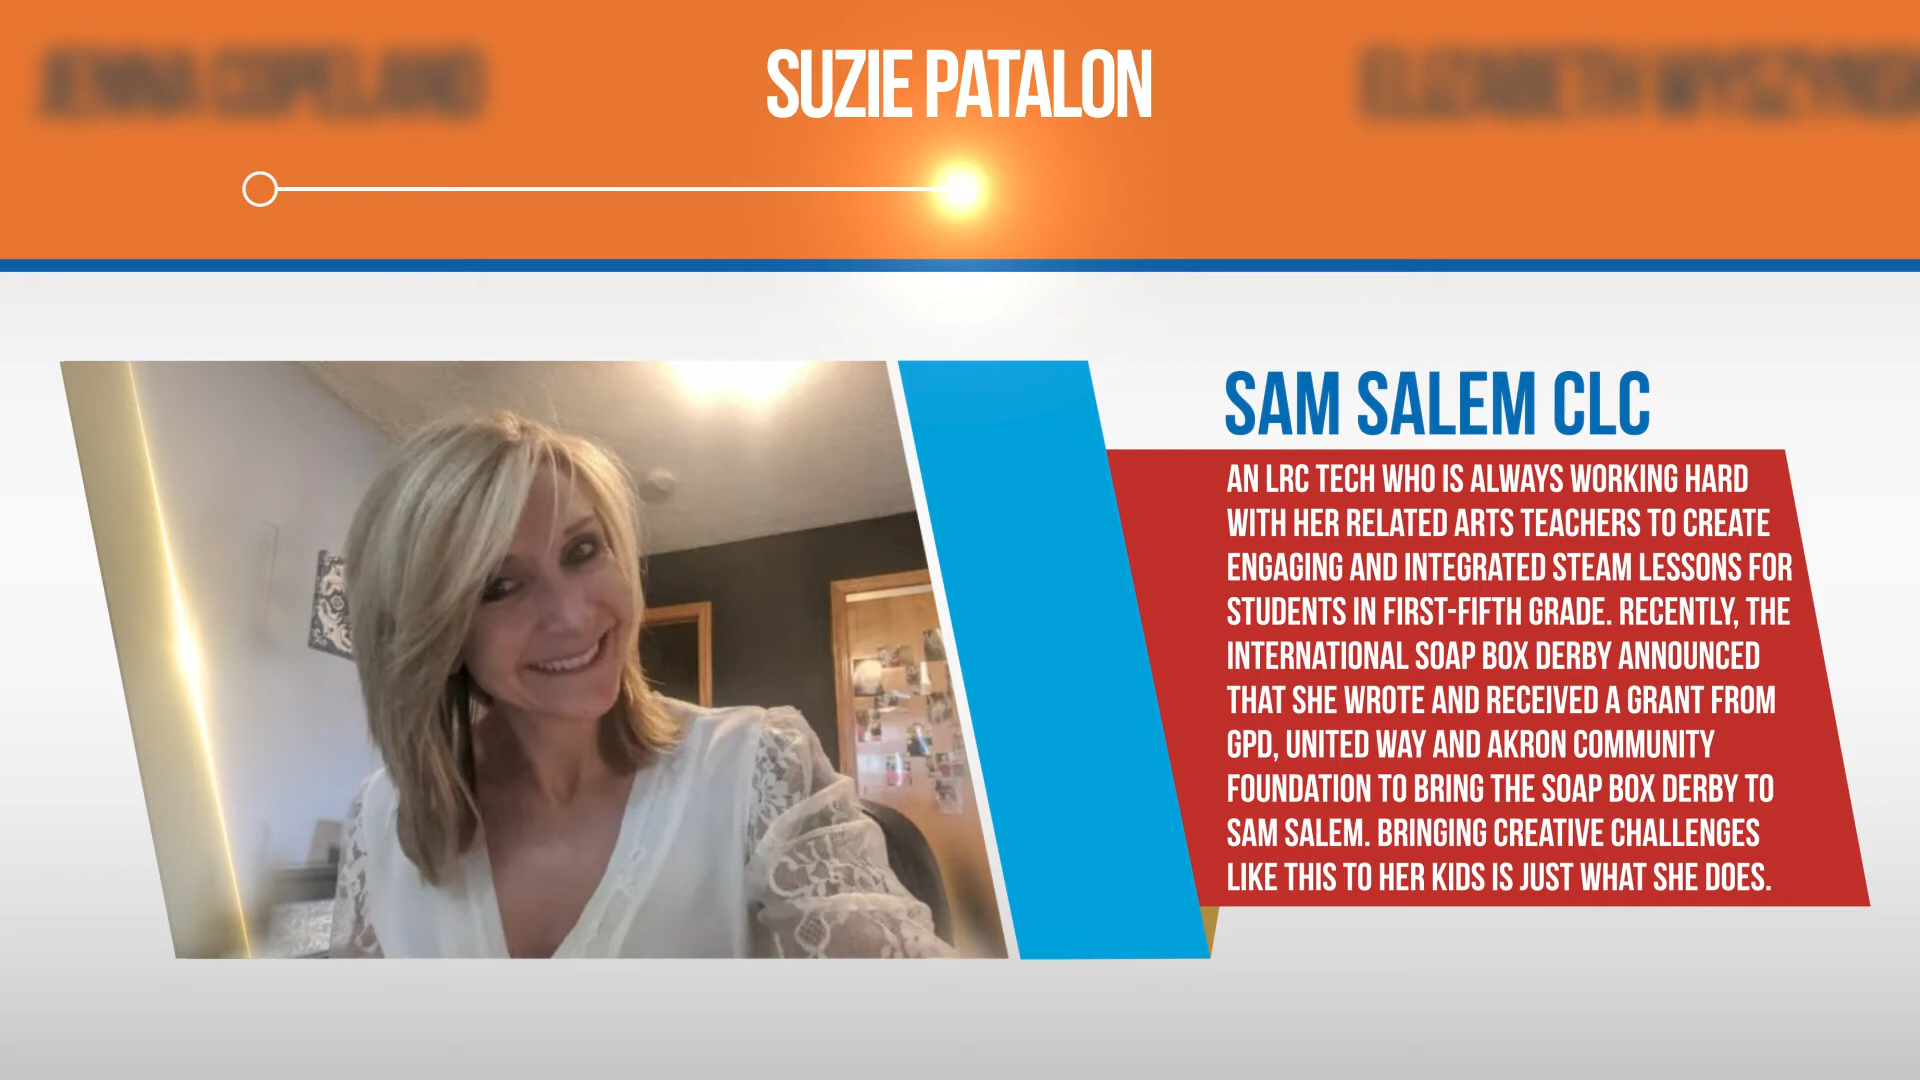 JENNA COPELAND
SUZIE PATALON
SAM SALEM CLC
AN LRC TECH WHO IS ALWAYS WORKING HARD
WITH HER RELATED ARTS TEACHERS TO CREATE
ENGAGING AND INTEGRATED STEAM LESSONS FOR
STUDENTS IN FIRST-FIFTH GRADE. RECENTLY, THE
INTERNATIONAL SOAP BOX DERBY ANNOUNCED
THAT SHE WROTE AND RECEIVED A GRANT FROM
GPD, UNITED WAY AND AKRON COMMUNITY
FOUNDATION TO BRING THE SOAP BOX DERBY TO
SAM SALEM. BRINGING CREATIVE CHALLENGES
LIKE THIS TO HER KIDS IS JUST WHAT SHE DOES.